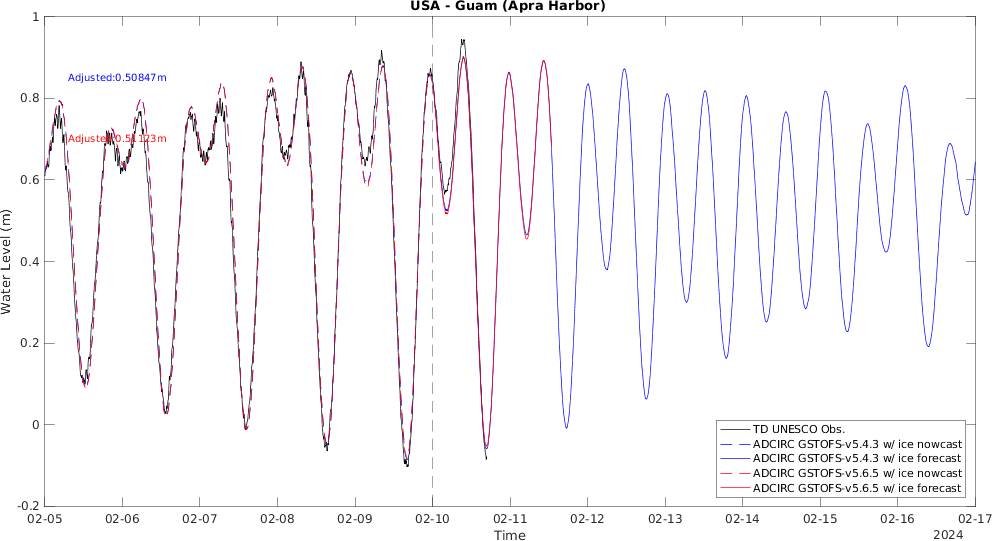 USA - Guam (Apra Harbor)
1
0.8
0.6
0.4
0.2
0
-0.2
Water Level (m)
Adjusted:0.50847m
Adjusted:0.51123m
TD UNESCO Obs.
ADCIRC GSTOFS-v5.4.3 w/ ice nowcast
ADCIRC GSTOFS-v5.4.3 w/ ice forecast
ADCIRC GSTOFS-v5.6.5 w/ ice nowcast
ADCIRC GSTOFS-v5.6.5 w/ ice forecast
02-05 02-06 02-07 02-08 02-09 02-10 02-11 02-12 02-13 02-14 02-15 02-16 02-17
Time
2024